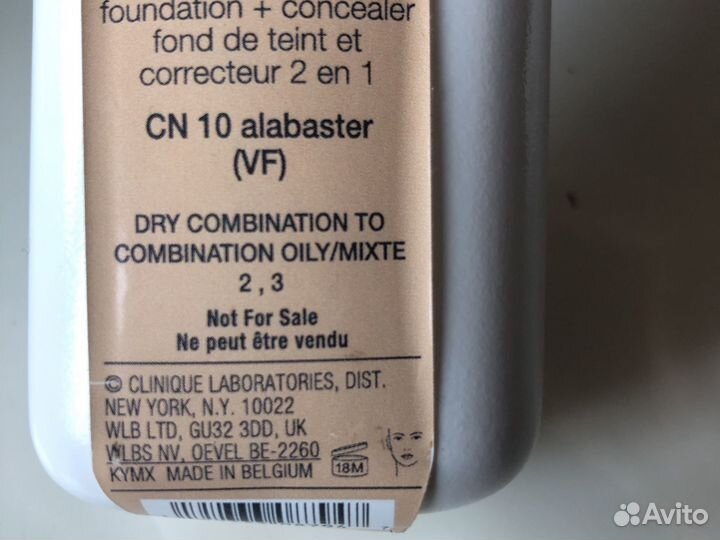 foundation + concealer
fond de teint et
correcteur 2 en 1
CN 10 alabaster
(VF)
DRY COMBINATION TO
COMBINATION OILY/MIXTE
2 , 3
Not For Sale
Ne peut être vendu
© CLINIQUE LABORATORIES, DIST.
NEW YORK, N.Y. 10022
WLB LTD, GU32 3DD, UK
WLBS NV, OEVEL BE-2260
KYMX MADE IN BELGIUM
18M
Avito